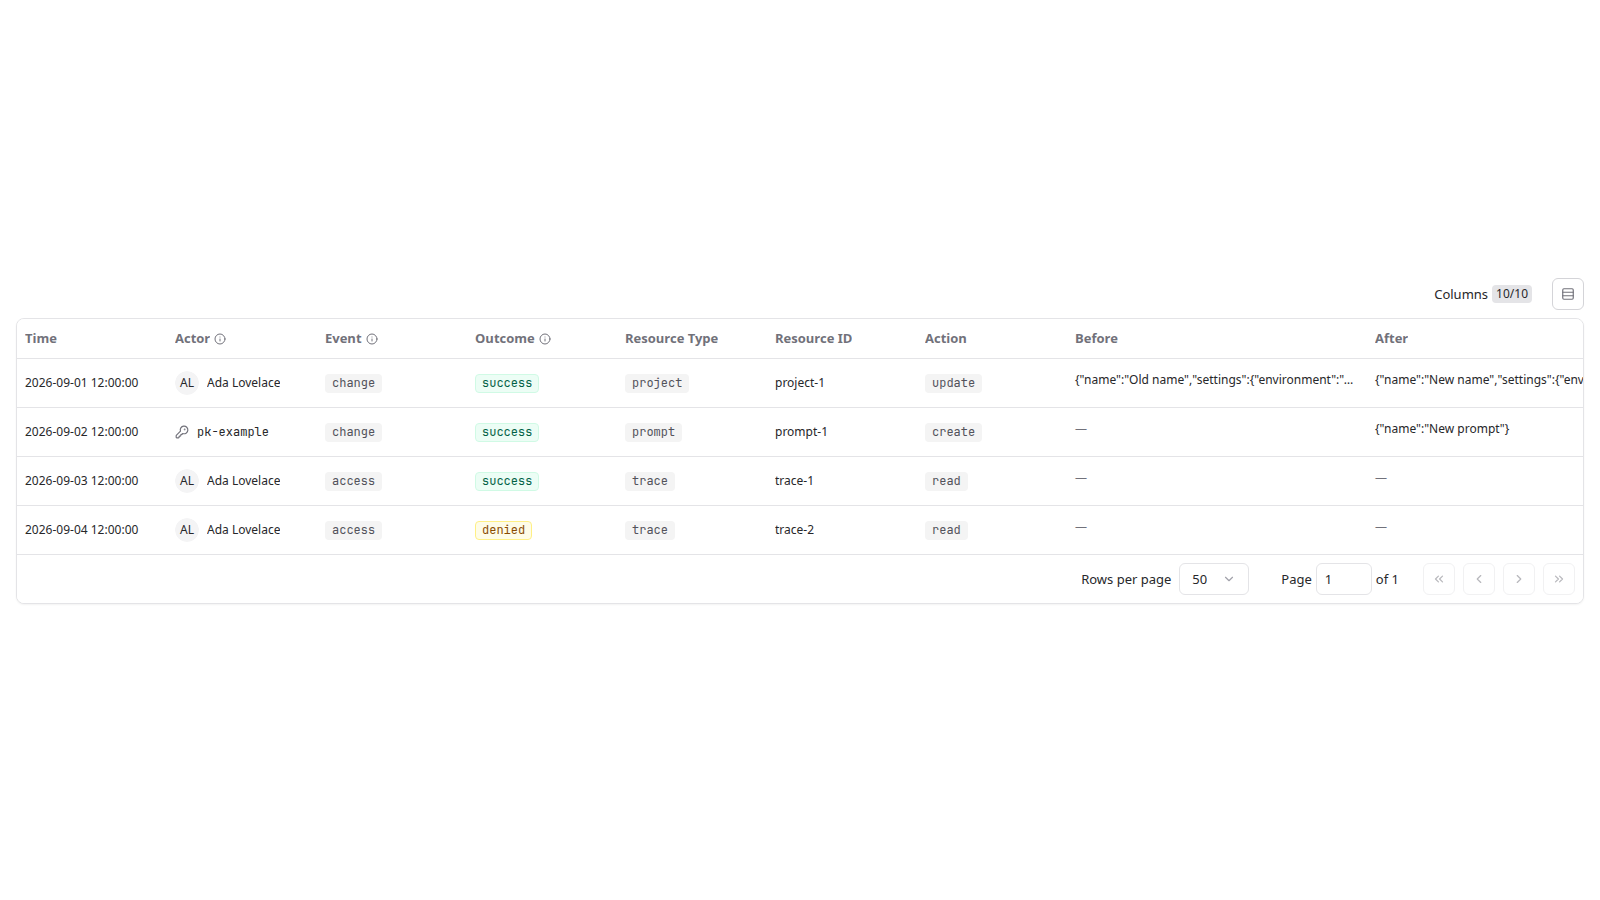 Columns 10/10
Time Actor Event Outcome Resource Type Resource ID Action Before After
2026-09-01 12:00:00 AL Ada Lovelace change success project project-1 update {"name":"Old name","settings":{"environment":"... {"name":"New name","settings":{"env
2026-09-02 12:00:00 pk-example change success prompt prompt-1 create — {"name":"New prompt"}
2026-09-03 12:00:00 AL Ada Lovelace access success trace trace-1 read — —
2026-09-04 12:00:00 AL Ada Lovelace access denied trace trace-2 read — —
Rows per page 50 Page 1 of 1